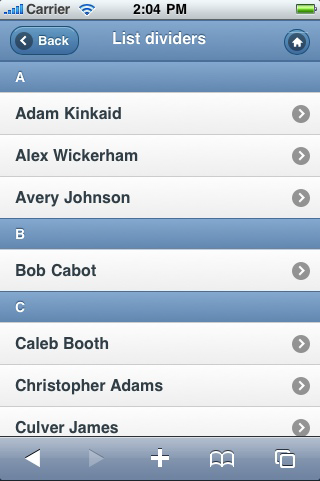 Carrier 2:04 PM
Back List dividers
A
Adam Kinkaid
Alex Wickerham
Avery Johnson
B
Bob Cabot
C
Caleb Booth
Christopher Adams
Culver James